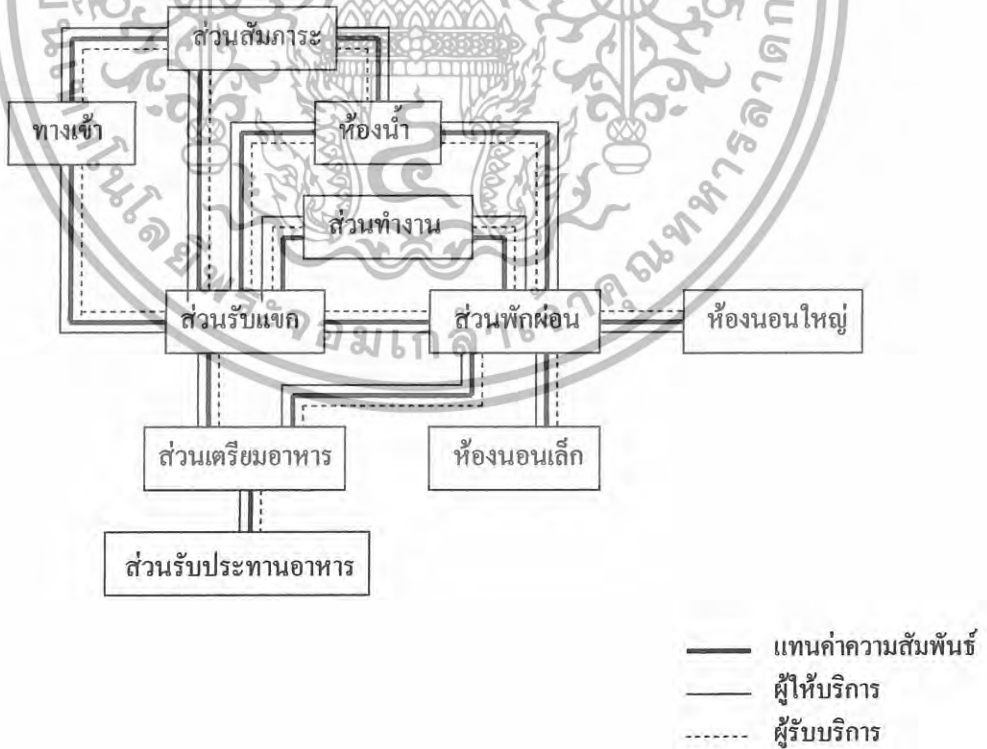 ส่วนสัมภาระ
ทางเข้า
ห้องน้ำ
ส่วนทำงาน
ส่วนรับแขก
ส่วนพักผ่อน
ห้องนอนใหญ่
ส่วนเตรียมอาหาร
ห้องนอนเล็ก
ส่วนรับประทานอาหาร
แทนค่าความสัมพันธ์
ผู้ให้บริการ
ผู้รับบริการ